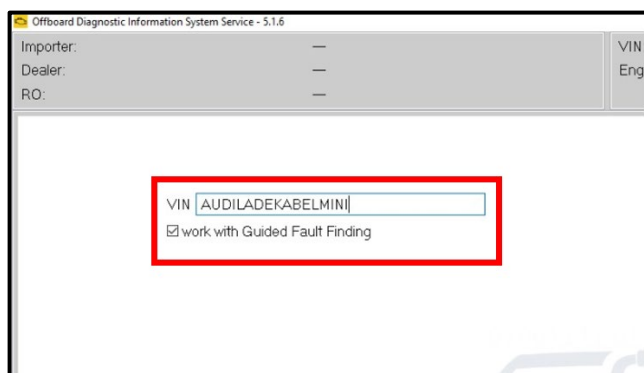 Offboard Diagnostic Information System Service - 5.1.6
Importer: — VIN
Dealer: — Eng
RO: —
VIN AUDILADEKABELMINI
work with Guided Fault Finding